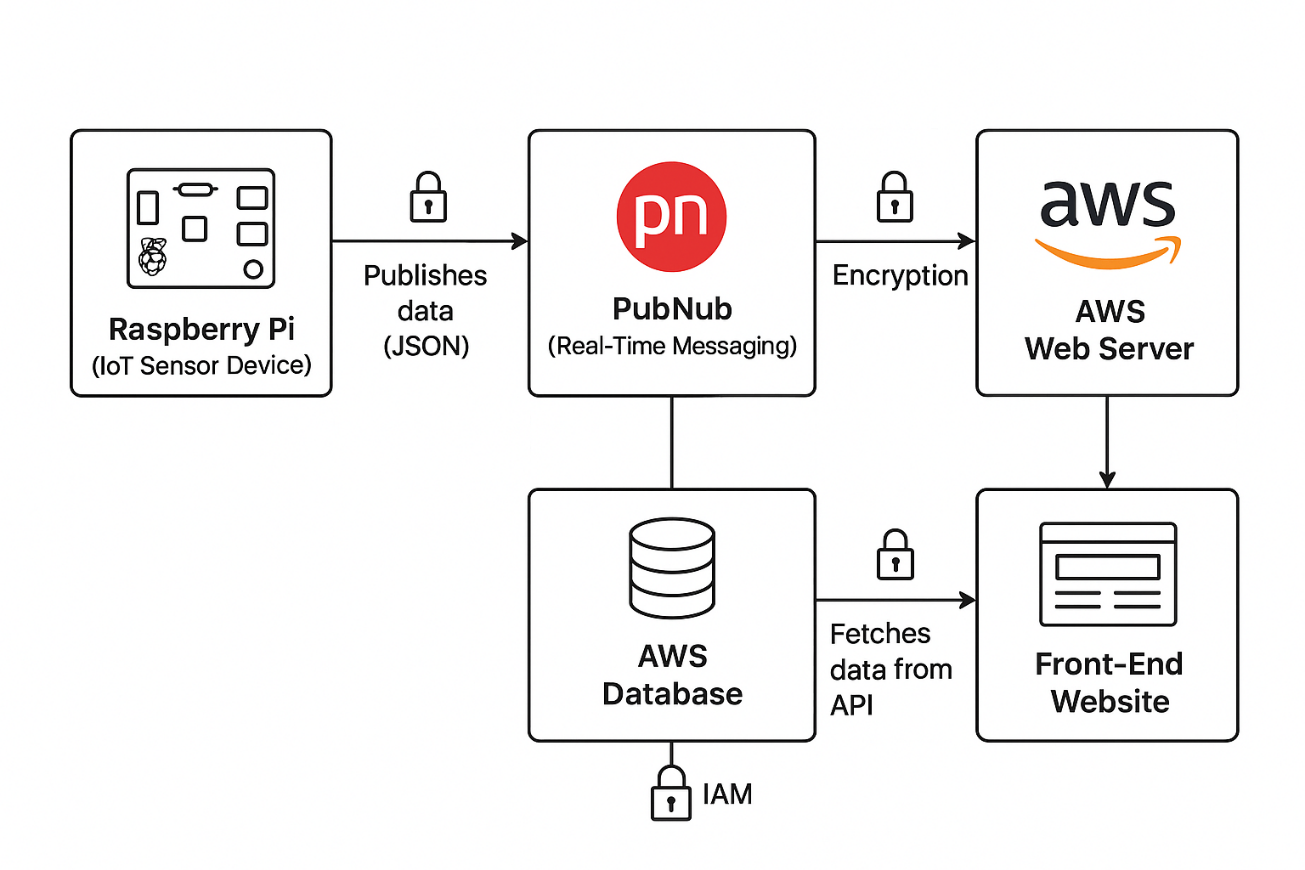 Raspberry Pi
(IoT Sensor Device)
Publishes
data
(JSON)
pn
PubNub
(Real-Time Messaging)
Encryption
aws
AWS
Web Server
AWS
Database
IAM
Fetches
data from
API
Front-End
Website